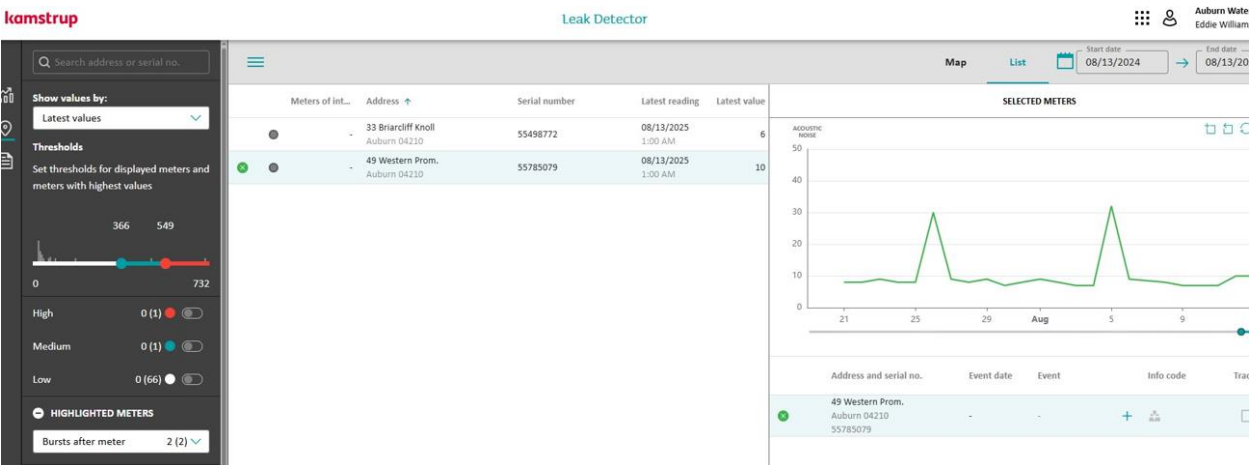 kamstrup
Leak Detector
Auburn Wate
Eddie William
Search address or serial no.
Map
List
Start date
08/13/2024
End date
08/13/20
Show values by:
Latest values
Thresholds
Set thresholds for displayed meters and
meters with highest values
366 549
0 732
High 0 (1)
Medium 0 (1)
Low 0 (66)
HIGHLIGHTED METERS
Bursts after meter 2 (2)
Meters of int... Address Serial number Latest reading Latest value
- 33 Briarcliff Knoll 55498772 08/13/2025 6
Auburn 04210 1:00 AM
- 49 Western Prom. 55785079 08/13/2025 10
Auburn 04210 1:00 AM
SELECTED METERS
ACOUSTIC
NOISE
50
40
30
20
10
0
21 25 29 Aug 5 9
Address and serial no. Event date Event Info code Trac
49 Western Prom.
Auburn 04210 - -
55785079